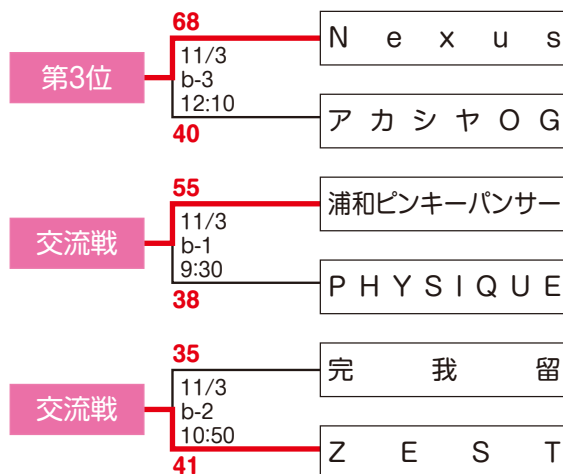 68
Nexus
第3位
11/3
b-3
12:10
アカシヤOG
40
55
浦和ピンキーパンサー
交流戦
11/3
b-1
9:30
PHYSIQUE
38
35
完我留
交流戦
11/3
b-2
10:50
ZEST
41